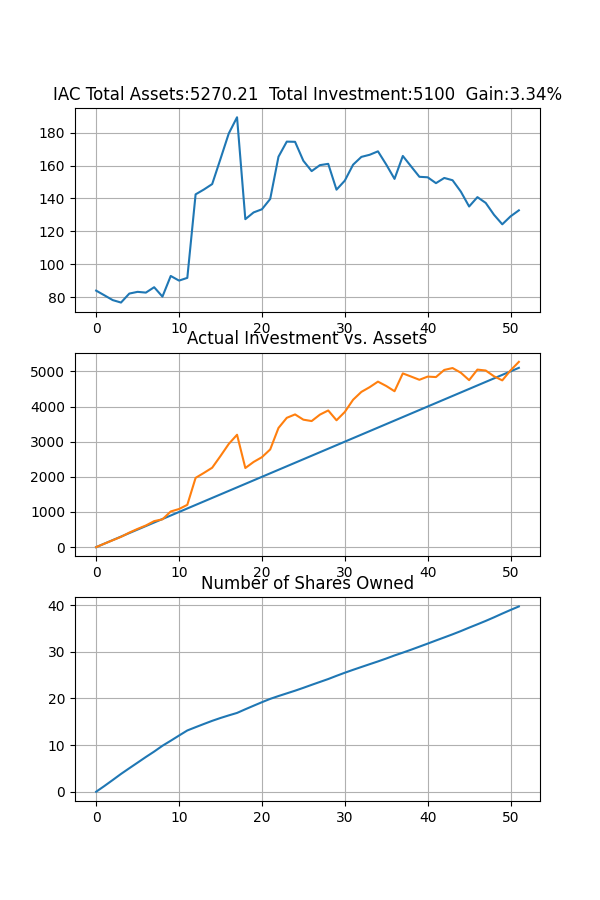 IAC Total Assets:5270.21  Total Investment:5100  Gain:3.34%
180
160
140
120
100
80
0 10 20 30 40 50
Actual Investment vs. Assets
5000
4000
3000
2000
1000
0
0 10 20 30 40 50
Number of Shares Owned
40
30
20
10
0
0 10 20 30 40 50